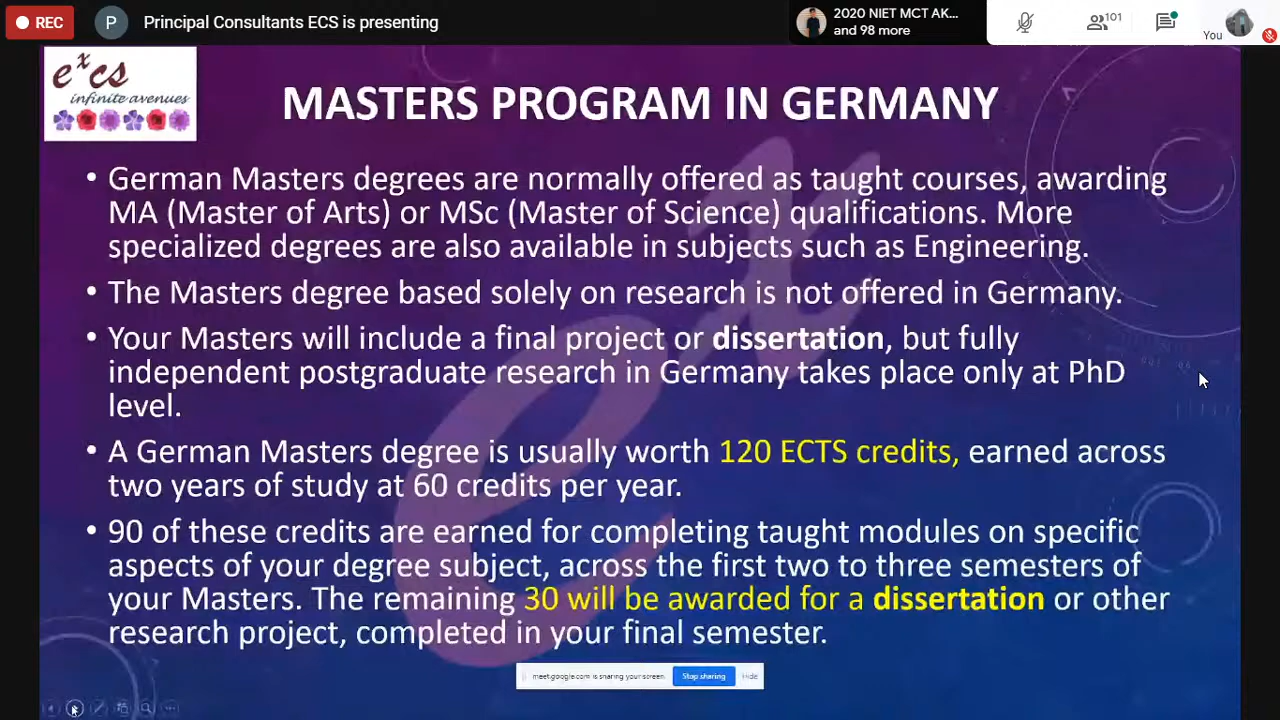 REC
P
Principal Consultants ECS is presenting
2020 NIET MCT AK...
and 98 more
101
You
excs
infinite avenues
MASTERS PROGRAM IN GERMANY
• German Masters degrees are normally offered as taught courses, awarding
MA (Master of Arts) or MSc (Master of Science) qualifications. More
specialized degrees are also available in subjects such as Engineering.
• The Masters degree based solely on research is not offered in Germany.
• Your Masters will include a final project or dissertation, but fully
independent postgraduate research in Germany takes place only at PhD
level.
• A German Masters degree is usually worth 120 ECTS credits, earned across
two years of study at 60 credits per year.
• 90 of these credits are earned for completing taught modules on specific
aspects of your degree subject, across the first two to three semesters of
your Masters. The remaining 30 will be awarded for a dissertation or other
research project, completed in your final semester.
meet.google.com is sharing your screen.
Stop sharing
Hide